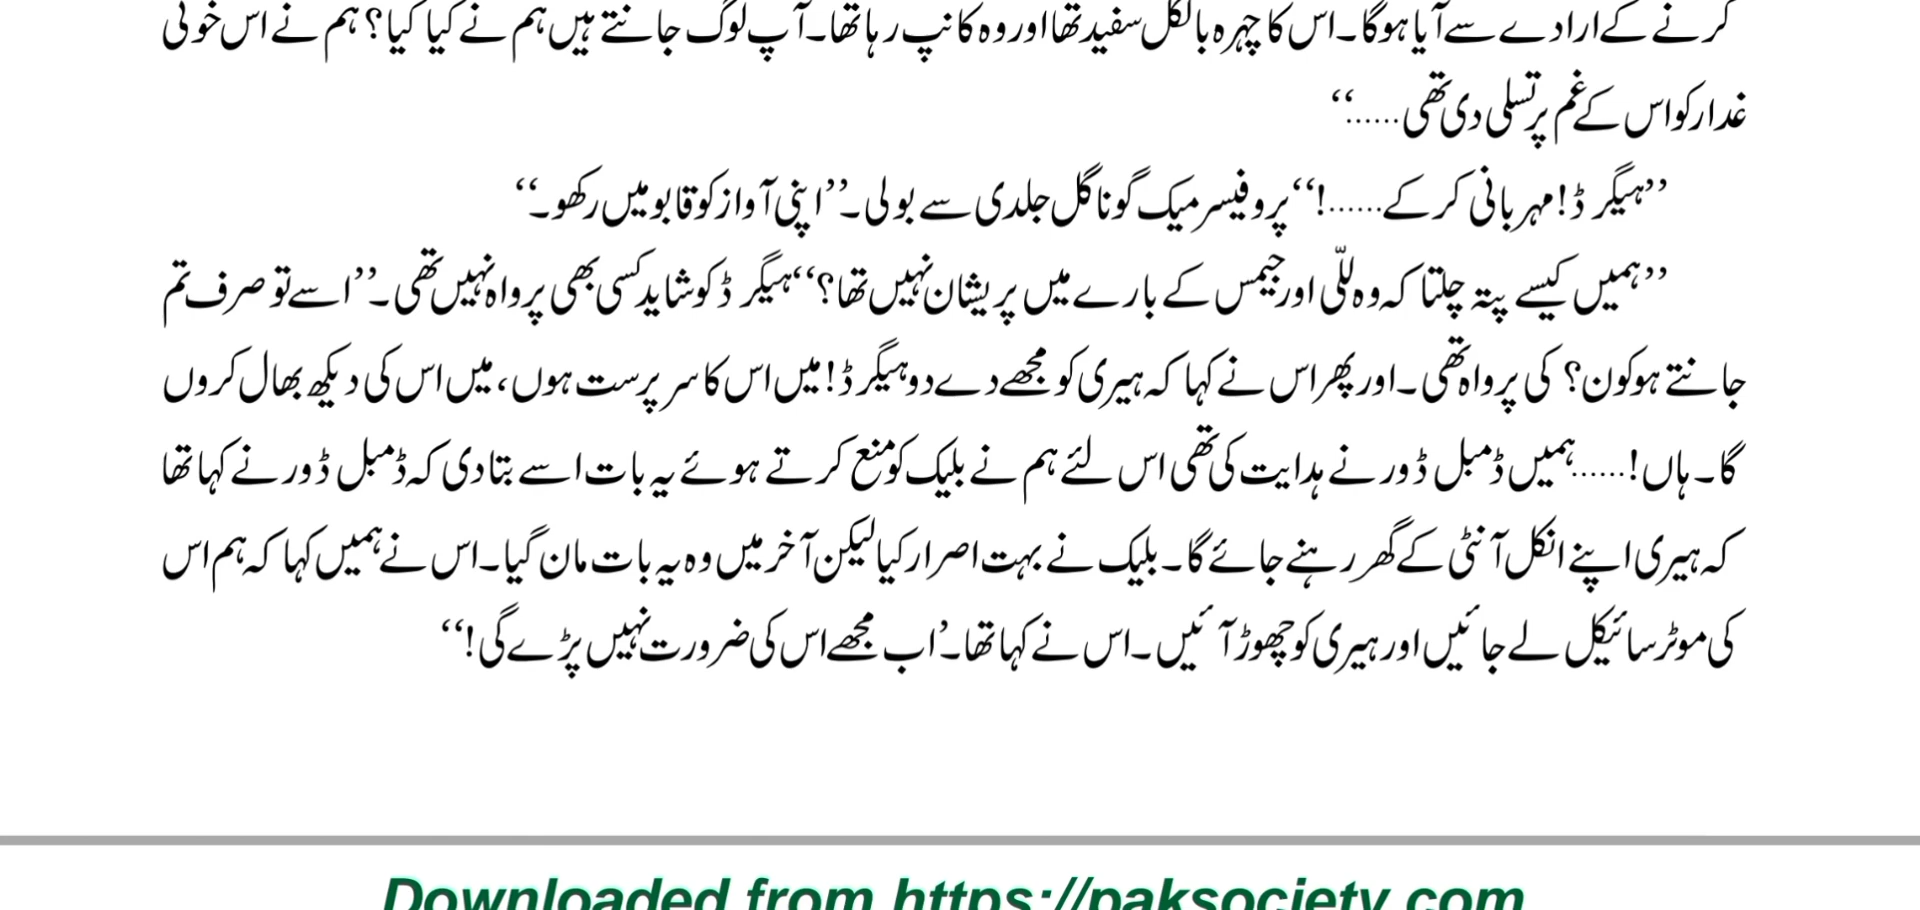 کرنے کے ارادے سے آیا ہوگا۔ اس کا چہرہ بالکل سفید تھا اور وہ کانپ رہا تھا۔ آپ لوگ جانتے ہیں ہم نے کیا کیا؟ ہم نے اس خونی
غدار کو اس کے غم پر تسلی دی تھی......‘‘
’’ہیگرڈ! مہربانی کر کے......!‘‘ پروفیسر میک گوناگل جلدی سے بولی۔ ’’اپنی آواز کو قابو میں رکھو۔‘‘
’’ہمیں کیسے پتہ چلتا کہ وہ للّی اور جیمس کے بارے میں پریشان نہیں تھا؟‘‘ ہیگرڈ کو شاید کسی بھی پرواہ نہیں تھی۔ ’’اسے تو صرف تم
جانتے ہو کون؟ کی پرواہ تھی۔ اور پھر اس نے کہا کہ ہیری کو مجھے دے دو ہیگرڈ! میں اس کا سرپرست ہوں، میں اس کی دیکھ بھال کروں
گا۔ ہاں!......ہمیں ڈمبل ڈور نے ہدایت کی تھی اس لئے ہم نے بلیک کو منع کرتے ہوئے یہ بات اسے بتا دی کہ ڈمبل ڈور نے کہا تھا
کہ ہیری اپنے انکل آنٹی کے گھر رہنے جائے گا۔ بلیک نے بہت اصرار کیا لیکن آخر میں وہ یہ بات مان گیا۔ اس نے ہمیں کہا کہ ہم اس
کی موٹر سائیکل لے جائیں اور ہیری کو چھوڑ آئیں۔ اس نے کہا تھا۔ ’اب مجھے اس کی ضرورت نہیں پڑے گی!‘‘
Downloaded from https://paksociety.com